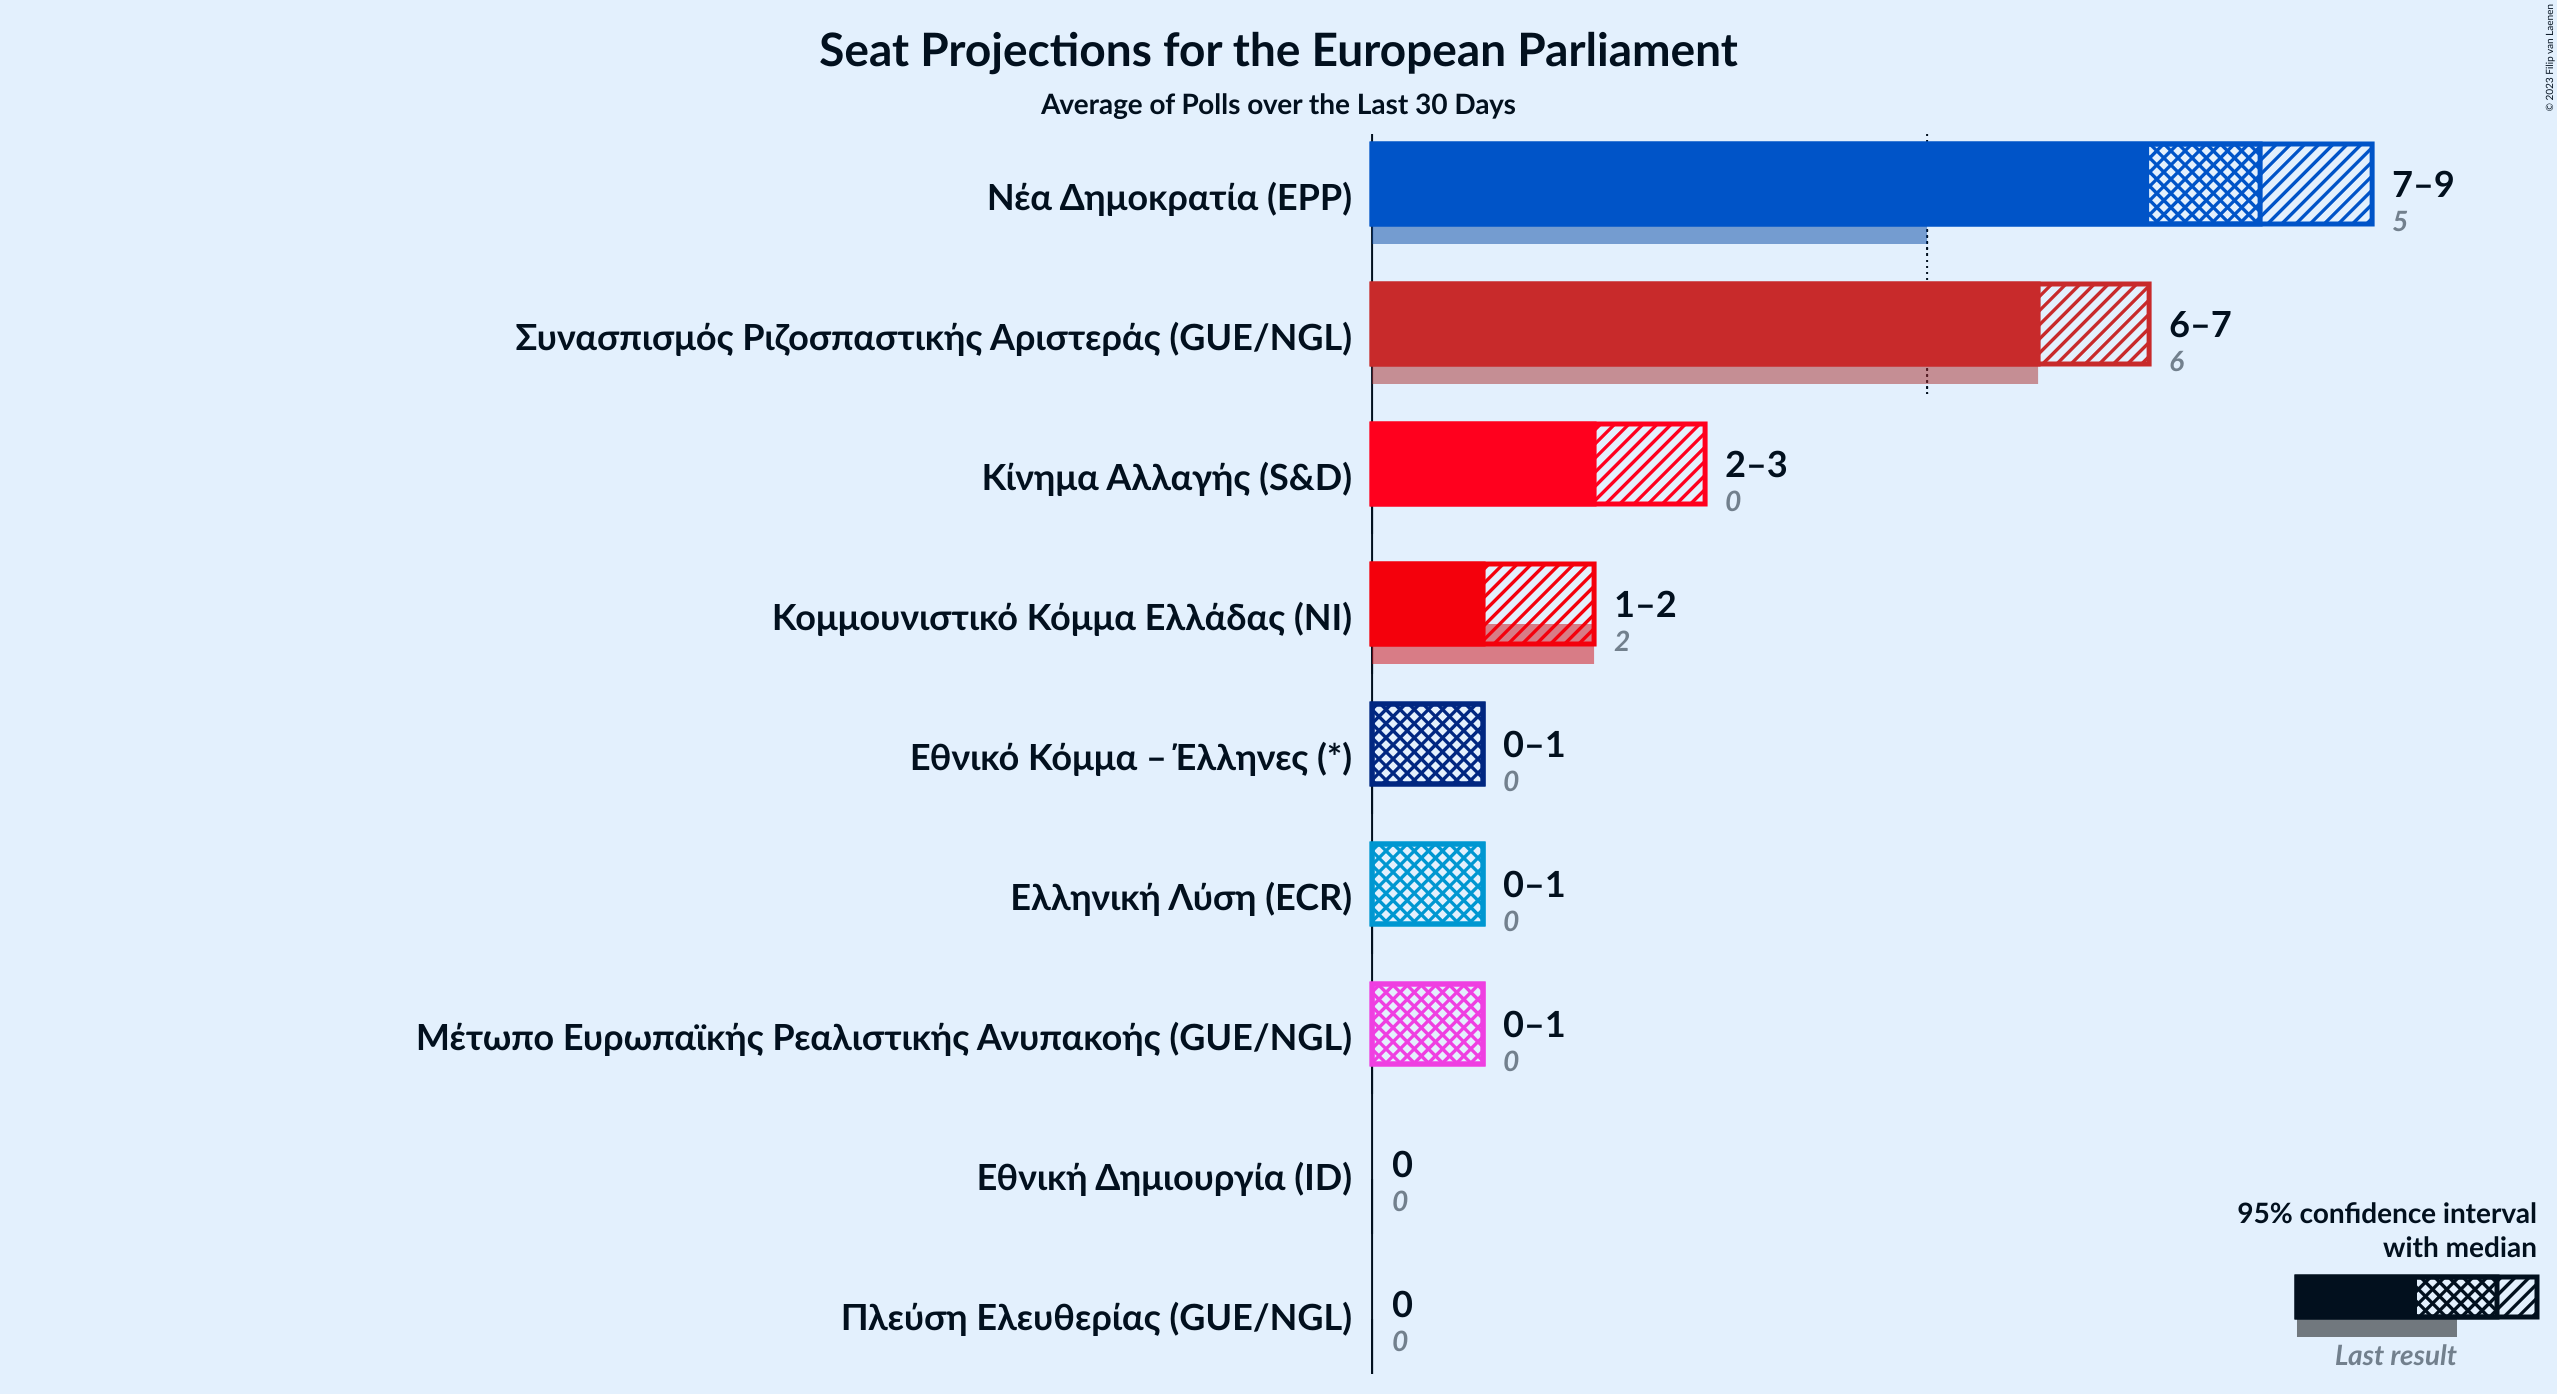 © 2023 Filip van Laenen
Seat Projections for the European Parliament
Average of Polls over the Last 30 Days
Νέα Δημοκρατία (EPP)
7–9
5
Συνασπισμός Ριζοσπαστικής Αριστεράς (GUE/NGL)
6–7
6
Κίνημα Αλλαγής (S&D)
2–3
0
Κομμουνιστικό Κόμμα Ελλάδας (NI)
1–2
2
Εθνικό Κόμμα – Έλληνες (*)
0–1
0
Ελληνική Λύση (ECR)
0–1
0
Μέτωπο Ευρωπαϊκής Ρεαλιστικής Ανυπακοής (GUE/NGL)
0–1
0
Εθνική Δημιουργία (ID)
0
0
Πλεύση Ελευθερίας (GUE/NGL)
0
0
95% confidence interval
with median
Last result